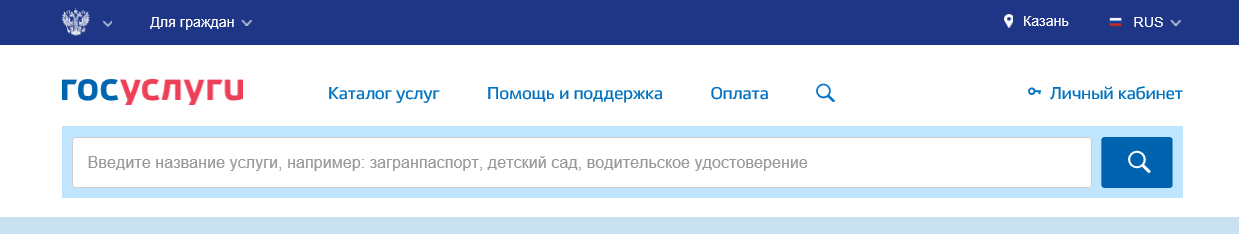 Для граждан Казань RUS
госуслуги Каталог услуг Помощь и поддержка Оплата Личный кабинет
Введите название услуги, например: загранпаспорт, детский сад, водительское удостоверение